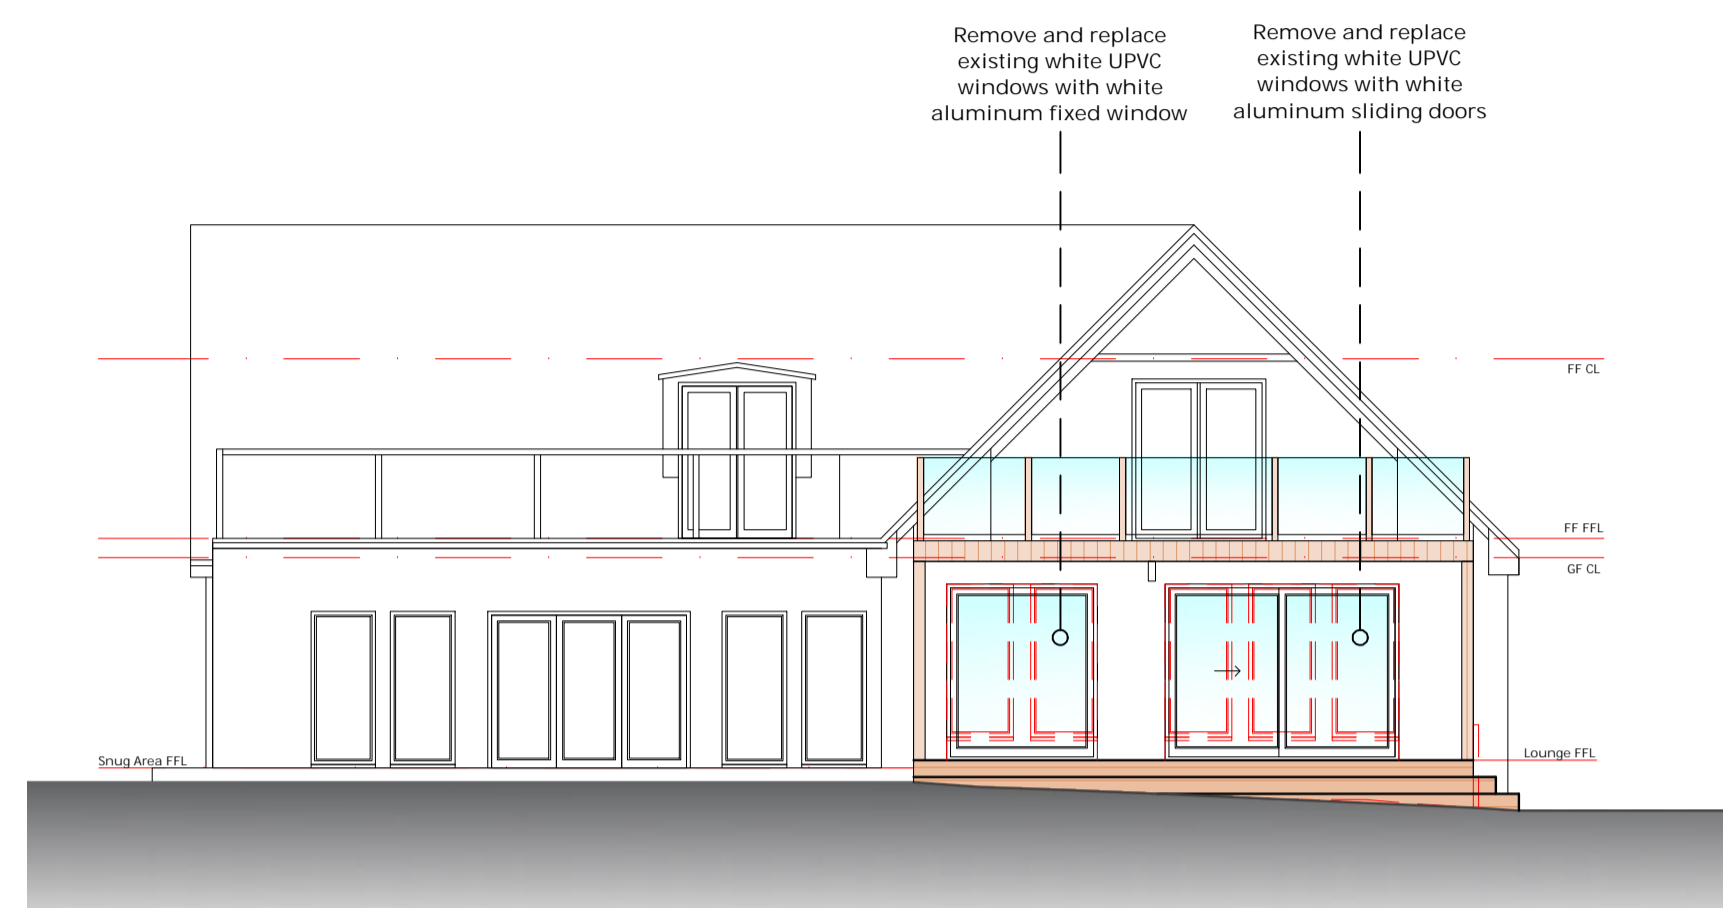 Remove and replace
existing white UPVC
windows with white
aluminum fixed window
Remove and replace
existing white UPVC
windows with white
aluminum sliding doors
FF CL
FF FFL
GF CL
Snug Area FFL
Lounge FFL